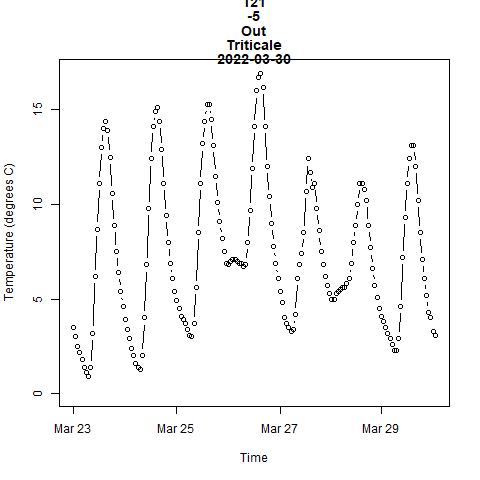 121
-5
Out
Triticale
2022-03-30
Temperature (degrees C)
15
10
5
0
Mar 23
Mar 25
Mar 27
Mar 29
Time